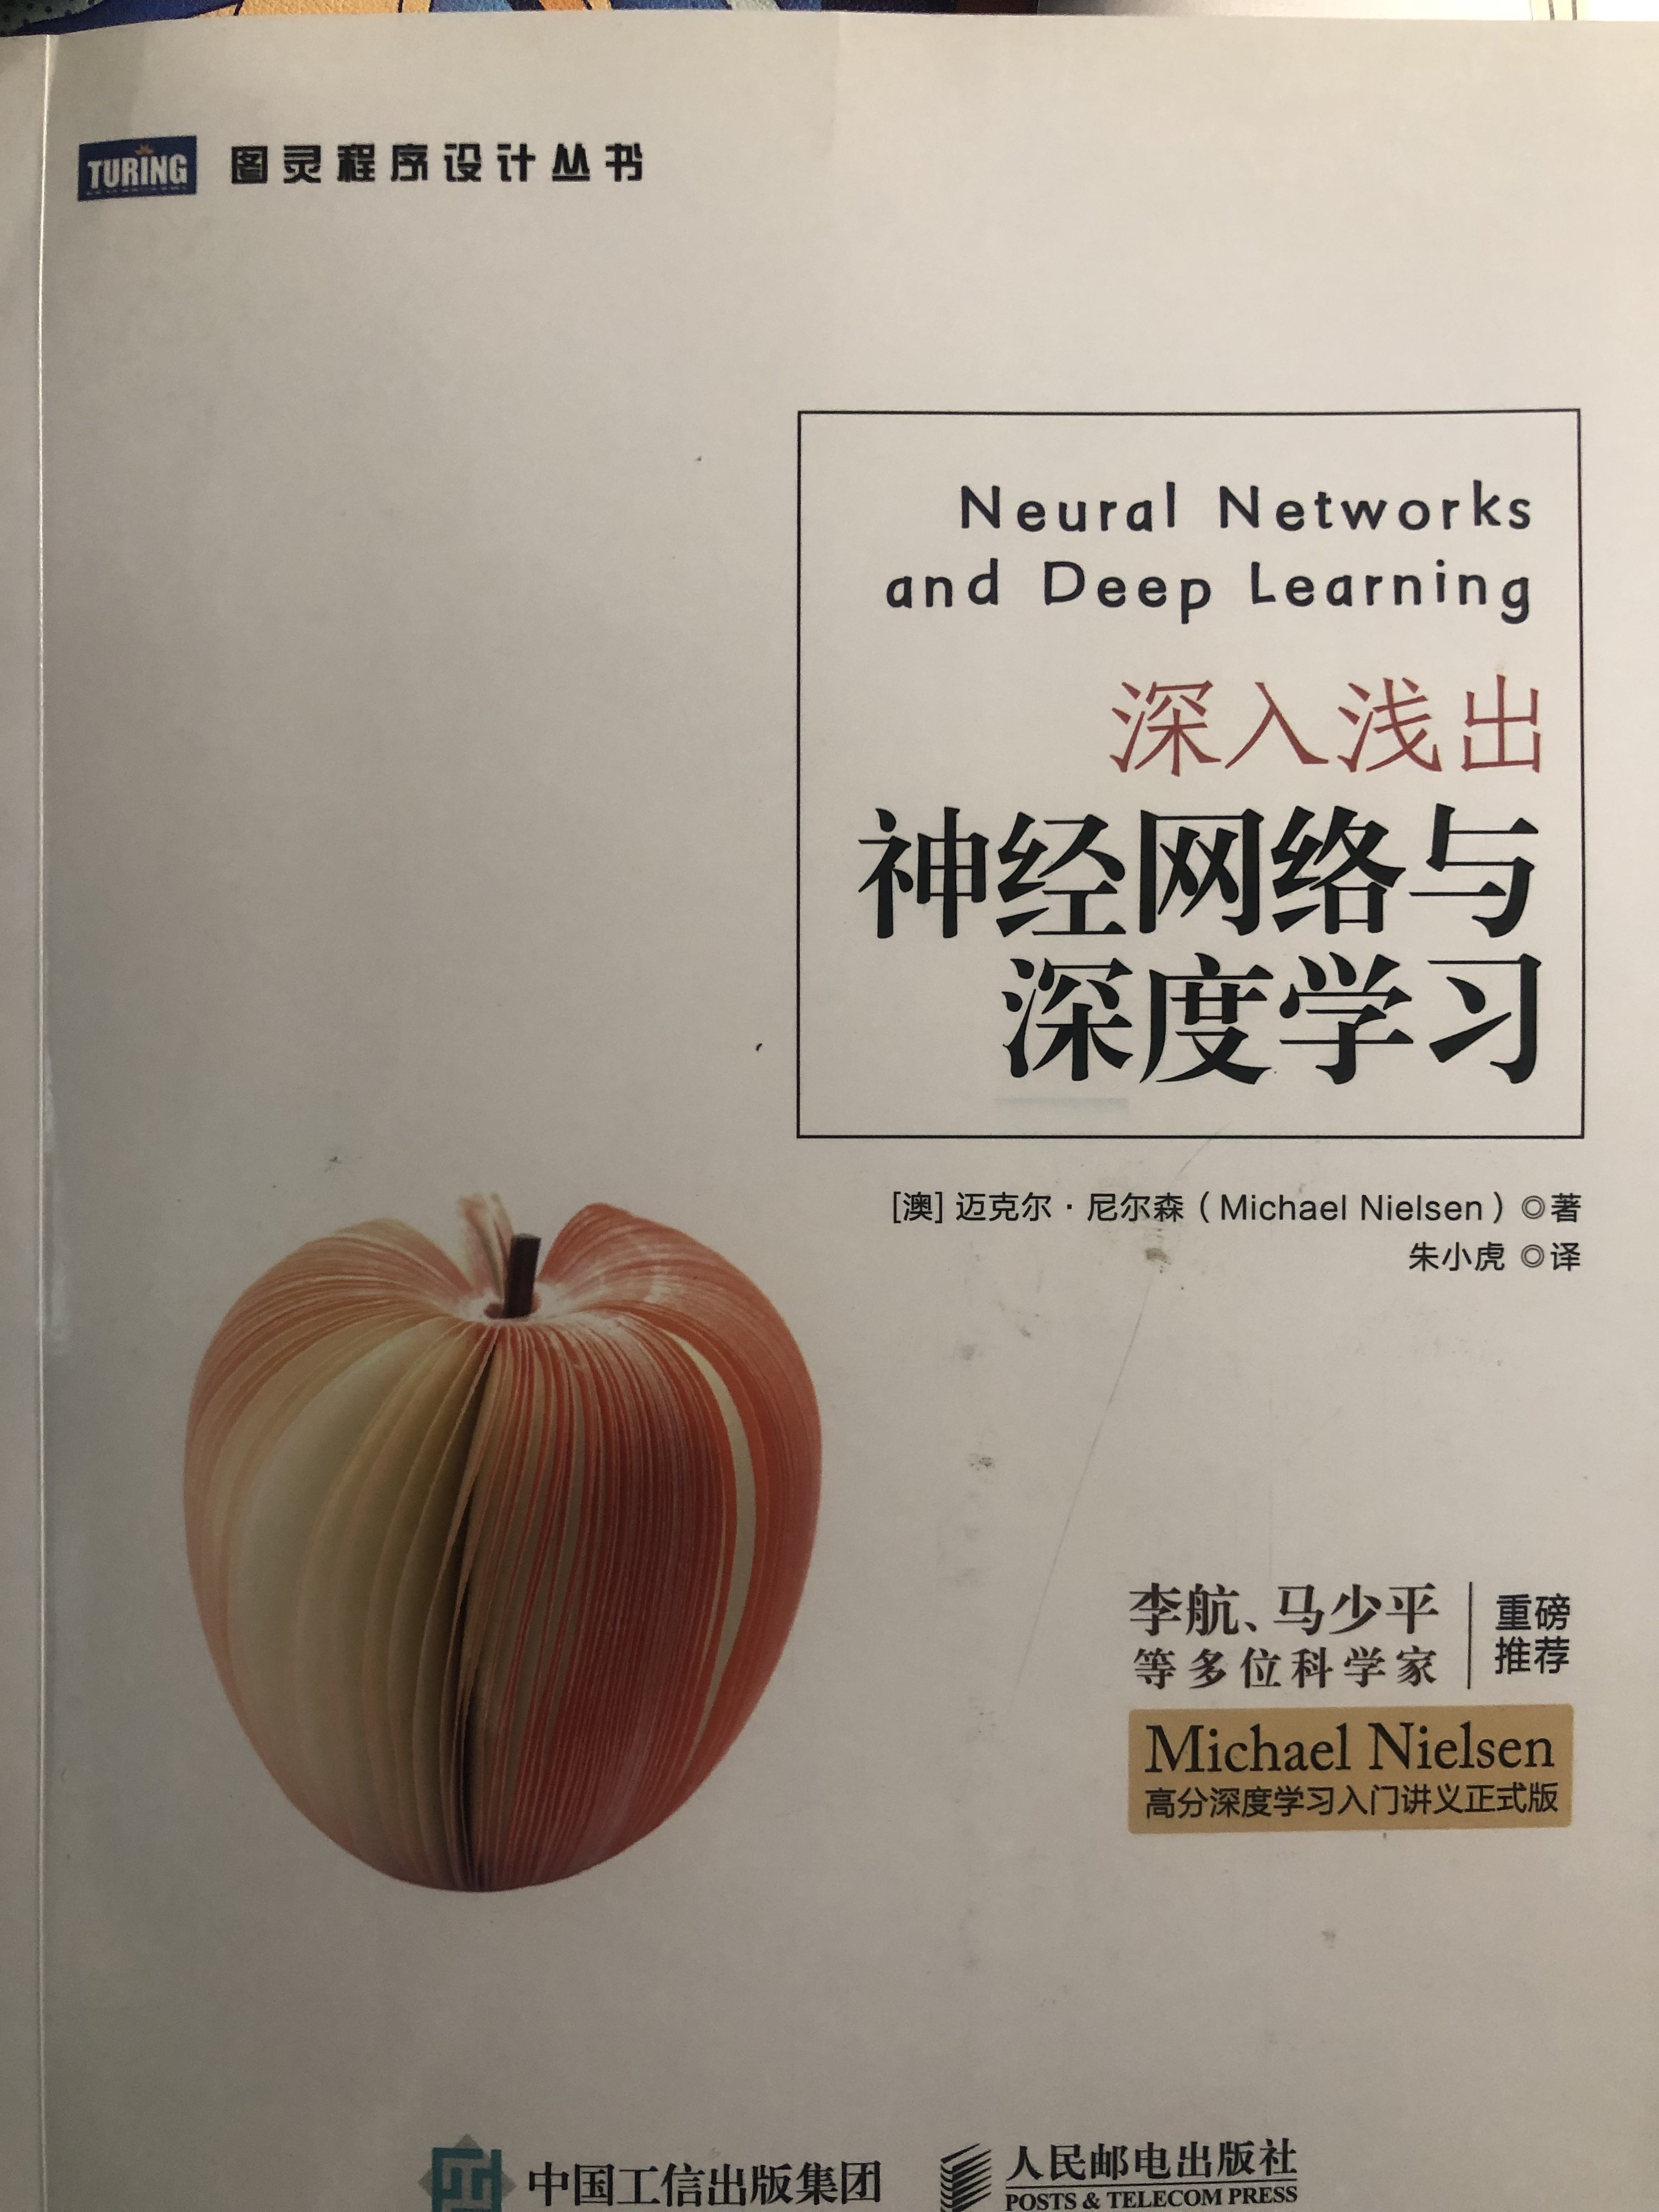 TURING 图灵程序设计丛书
Neural Networks
and Deep Learning
深入浅出
神经网络与
深度学习
[澳] 迈克尔·尼尔森（Michael Nielsen）◎著
朱小虎 ◎译
李航、马少平
等多位科学家
重磅
推荐
Michael Nielsen
高分深度学习入门讲义正式版
中国工信出版集团
人民邮电出版社
POSTS & TELECOM PRESS